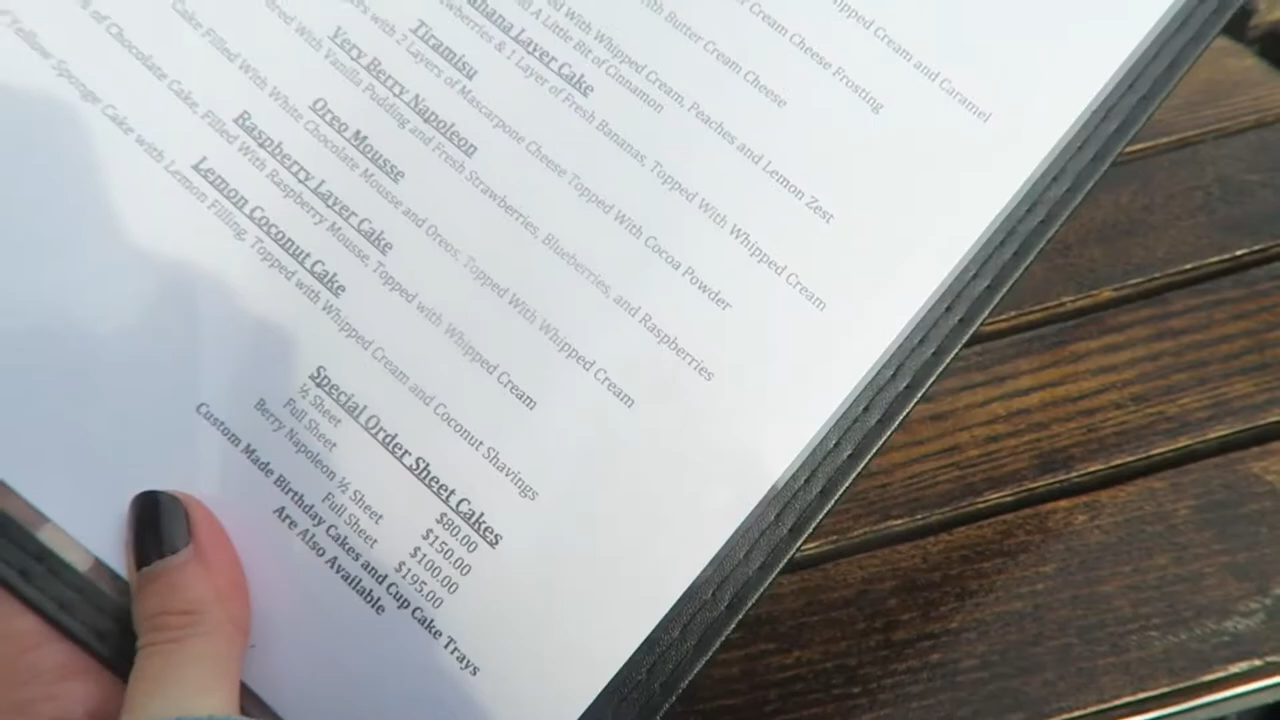 ipped Cream and Caramel
Cream Cheese Frosting
with Butter Cream Cheese
ed With Whipped Cream, Peaches and Lemon Zest
A Little Bit of Cinnamon
Layer Cake
wberries & 1 Layer of Fresh Bananas, Topped With Whipped Cream
Tiramisu
with 2 Layers of Mascarpone Cheese Topped With Cocoa Powder
Very Berry Napoleon
ered With Vanilla Pudding and Fresh Strawberries, Blueberries, and Raspberries
Oreo Mousse
Cake Filled With White Chocolate Mousse and Oreos, Topped With Whipped Cream
Raspberry Layer Cake
of Chocolate Cake, Filled With Raspberry Mousse, Topped with Whipped Cream
Lemon Coconut Cake
Yellow Sponge Cake with Lemon Filling, Topped with Whipped Cream and Coconut Shavings
Special Order Sheet Cakes
½ Sheet $80.00
Full Sheet $150.00
Berry Napoleon ½ Sheet $100.00
Full Sheet $195.00
Custom Made Birthday Cakes and Cup Cake Trays
Are Also Available